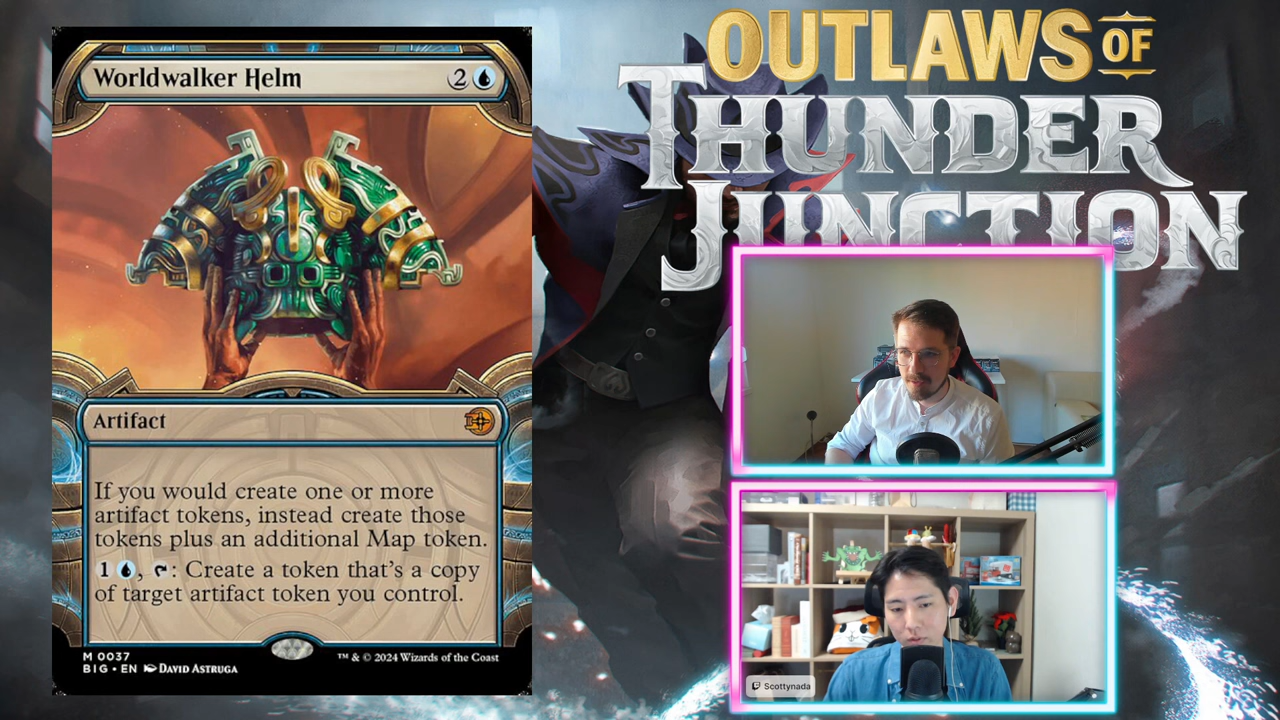 Worldwalker Helm
2
Artifact
If you would create one or more
artifact tokens, instead create those
tokens plus an additional Map token.
1 , : Create a token that's a copy
of target artifact token you control.
M 0037
BIG • EN DAVID ASTRUGA
™ & © 2024 Wizards of the Coast
OUTLAWS OF
THUNDER
JUNCTION
Scottynada